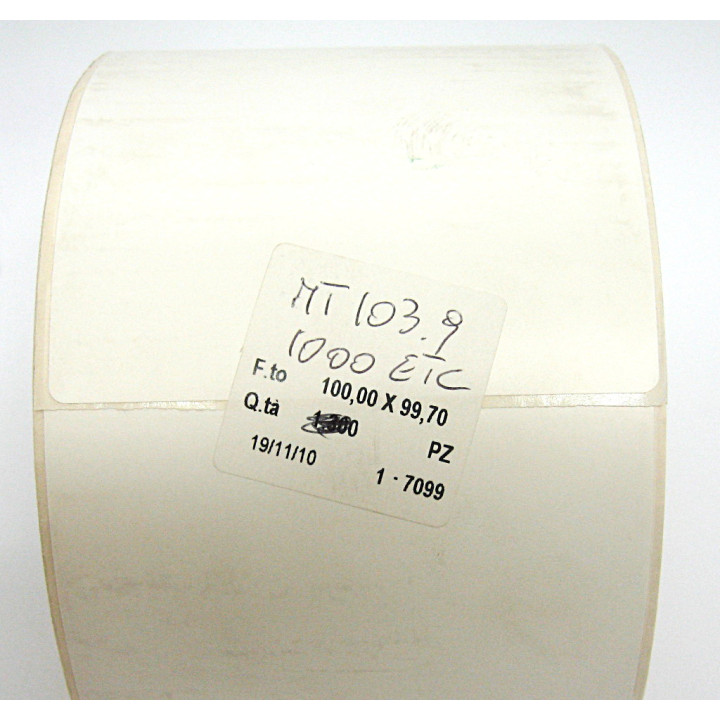 MT 103.9
1000 ETC
F.to 100,00 X 99,70
Q.tà PZ
19/11/10 1 - 7099